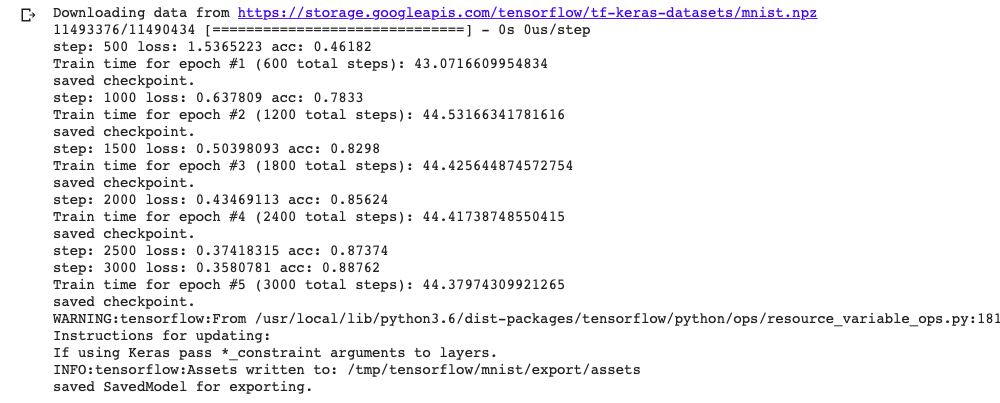 Downloading data from https://storage.googleapis.com/tensorflow/tf-keras-datasets/mnist.npz
11493376/11490434 [==============================] - 0s 0us/step
step: 500 loss: 1.5365223 acc: 0.46182
Train time for epoch #1 (600 total steps): 43.0716609954834
saved checkpoint.
step: 1000 loss: 0.637809 acc: 0.7833
Train time for epoch #2 (1200 total steps): 44.53166341781616
saved checkpoint.
step: 1500 loss: 0.50398093 acc: 0.8298
Train time for epoch #3 (1800 total steps): 44.425644874572754
saved checkpoint.
step: 2000 loss: 0.43469113 acc: 0.85624
Train time for epoch #4 (2400 total steps): 44.41738748550415
saved checkpoint.
step: 2500 loss: 0.37418315 acc: 0.87374
step: 3000 loss: 0.3580781 acc: 0.88762
Train time for epoch #5 (3000 total steps): 44.37974309921265
saved checkpoint.
WARNING:tensorflow:From /usr/local/lib/python3.6/dist-packages/tensorflow/python/ops/resource_variable_ops.py:181
Instructions for updating:
If using Keras pass *_constraint arguments to layers.
INFO:tensorflow:Assets written to: /tmp/tensorflow/mnist/export/assets
saved SavedModel for exporting.